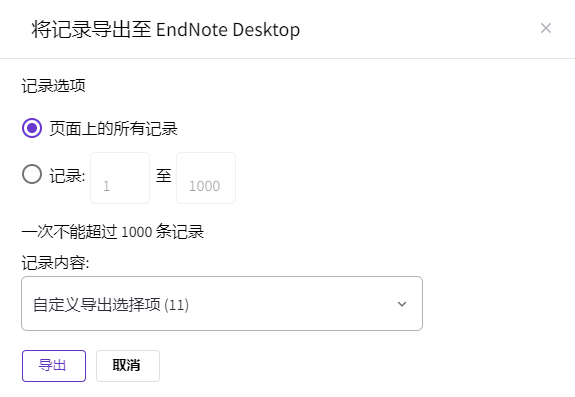 将记录导出至 EndNote Desktop ×
记录选项
页面上的所有记录
记录: 1 至 1000
一次不能超过 1000 条记录
记录内容:
自定义导出选择项 (11)
导出 取消